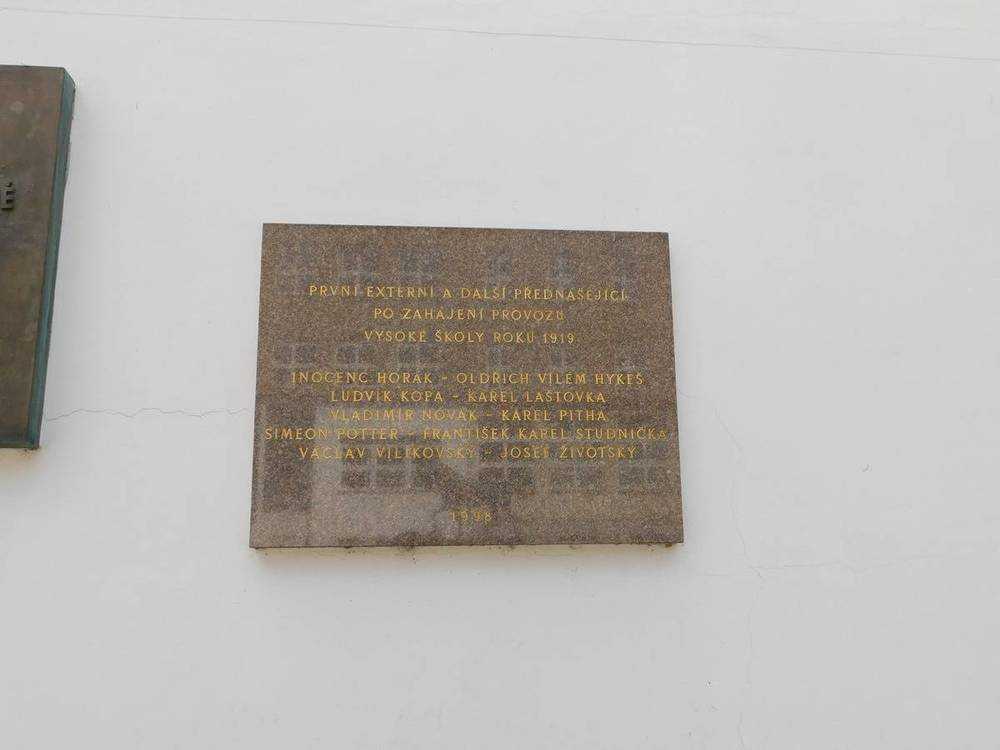 PRVNÍ EXTERNÍ A DALŠÍ PŘEDNÁŠEJÍCÍ
PO ZAHÁJENÍ PROVOZU
VYSOKÉ ŠKOLY ROKU 1919
INOCENC HORÁK - OLDŘICH VILÉM HYKEŠ
LUDVÍK KOPA - KAREL LAŠTOVKA
VLADIMÍR NOVÁK - KAREL PITHA
SIMEON POTTER - FRANTIŠEK KAREL STUDNIČKA
VÁCLAV VILIKOVSKÝ - JOSEF ŽIVOTSKÝ
1998